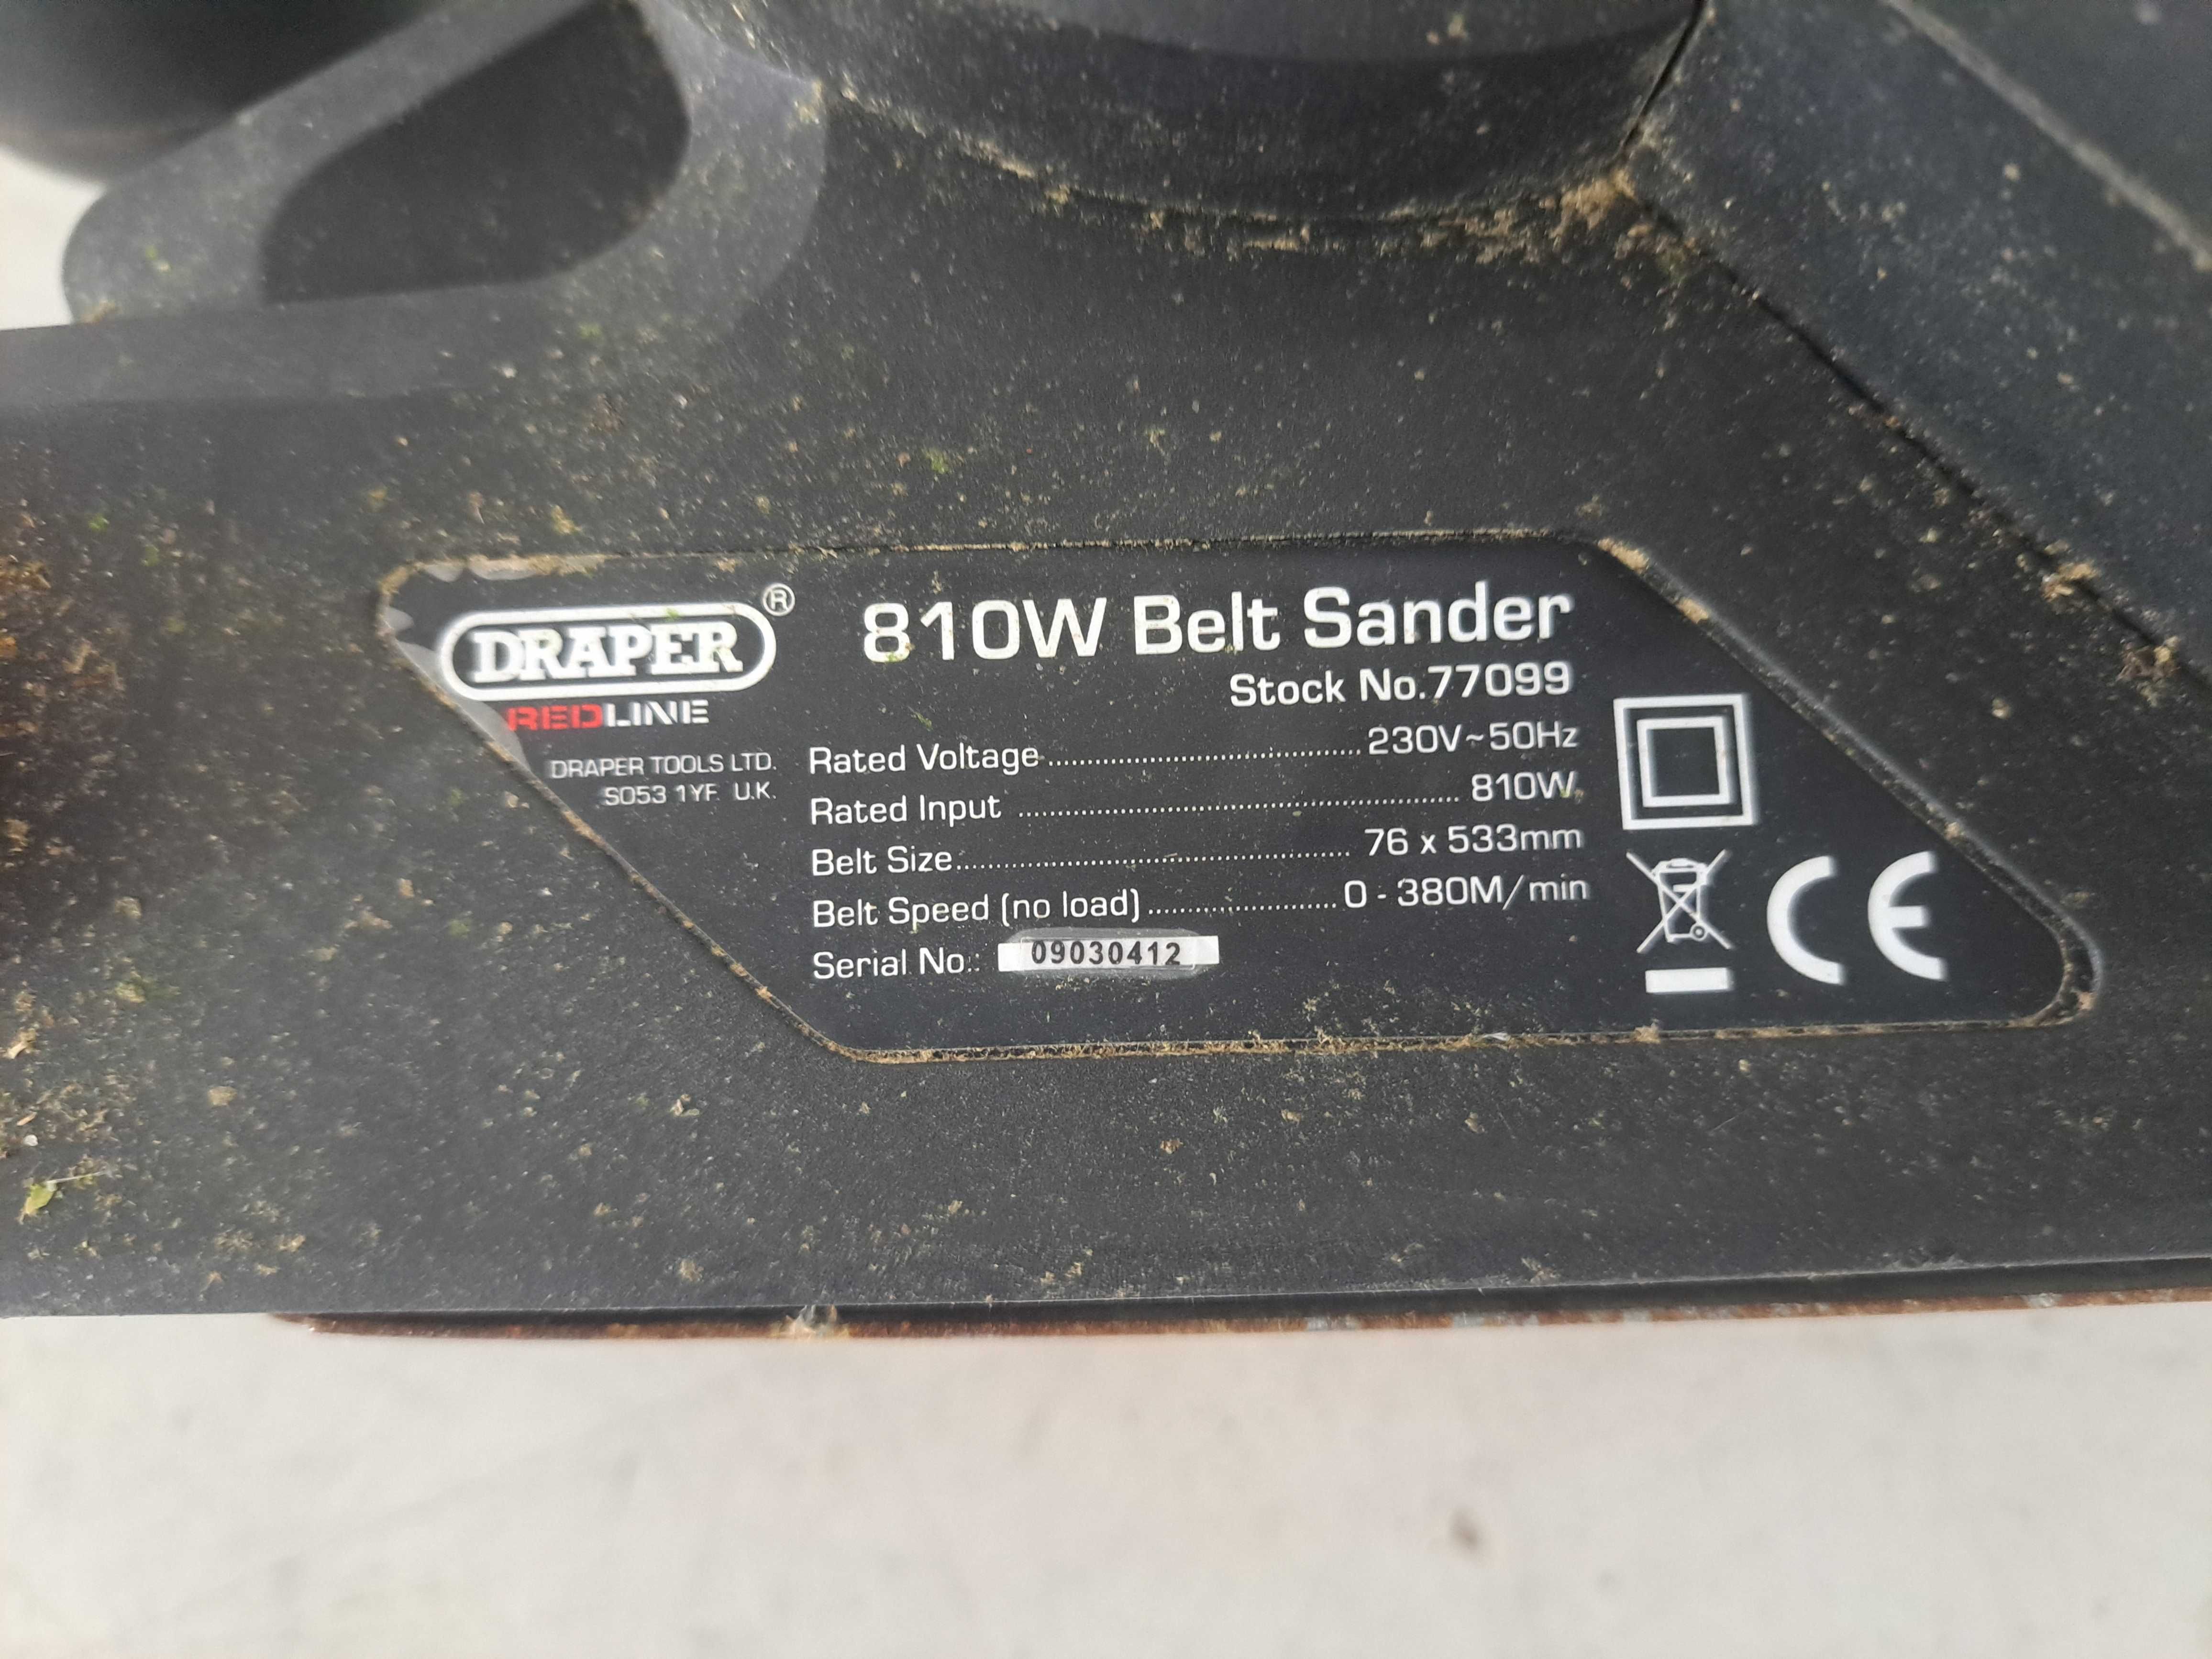 DRAPER®
REDLINE
DRAPER TOOLS LTD.
SO53 1YF. U.K.
810W Belt Sander
Stock No.77099
Rated Voltage.......................................230V~50Hz
Rated Input .......................................................810W
Belt Size.................................................. 76 x 533mm
Belt Speed (no load)........................0 - 380M/min
Serial No.: 09030412
CE